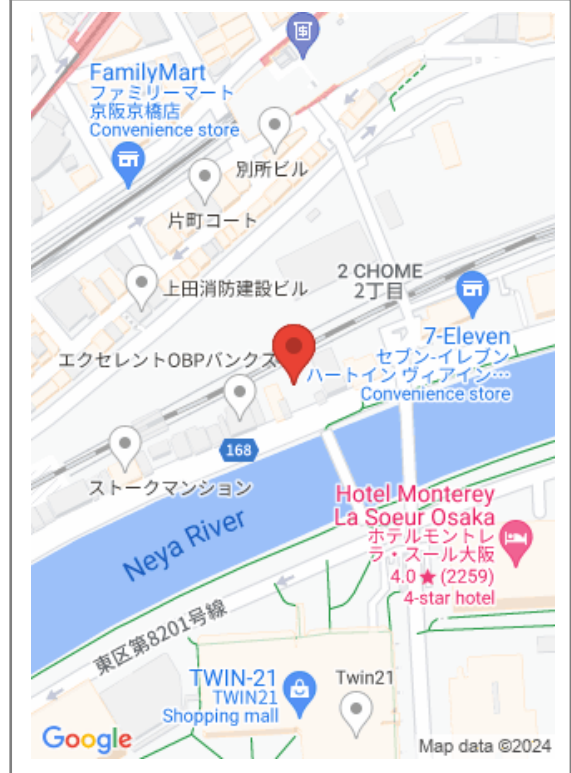 FamilyMart
ファミリーマート
京阪京橋店
Convenience store
別所ビル
片町コート
2 CHOME
2丁目
上田消防建設ビル
7-Eleven
セブン-イレブン
ハートイン ヴィアイン…
Convenience store
エクセレントOBPバンクス
168
ストークマンション
Neya River
Hotel Monterey
La Soeur Osaka
ホテルモントレ
ラ・スール大阪
4.0★(2259)
4-star hotel
東区第8201号線
TWIN-21
TWIN21
Shopping mall
Twin21
Google
Map data ©2024